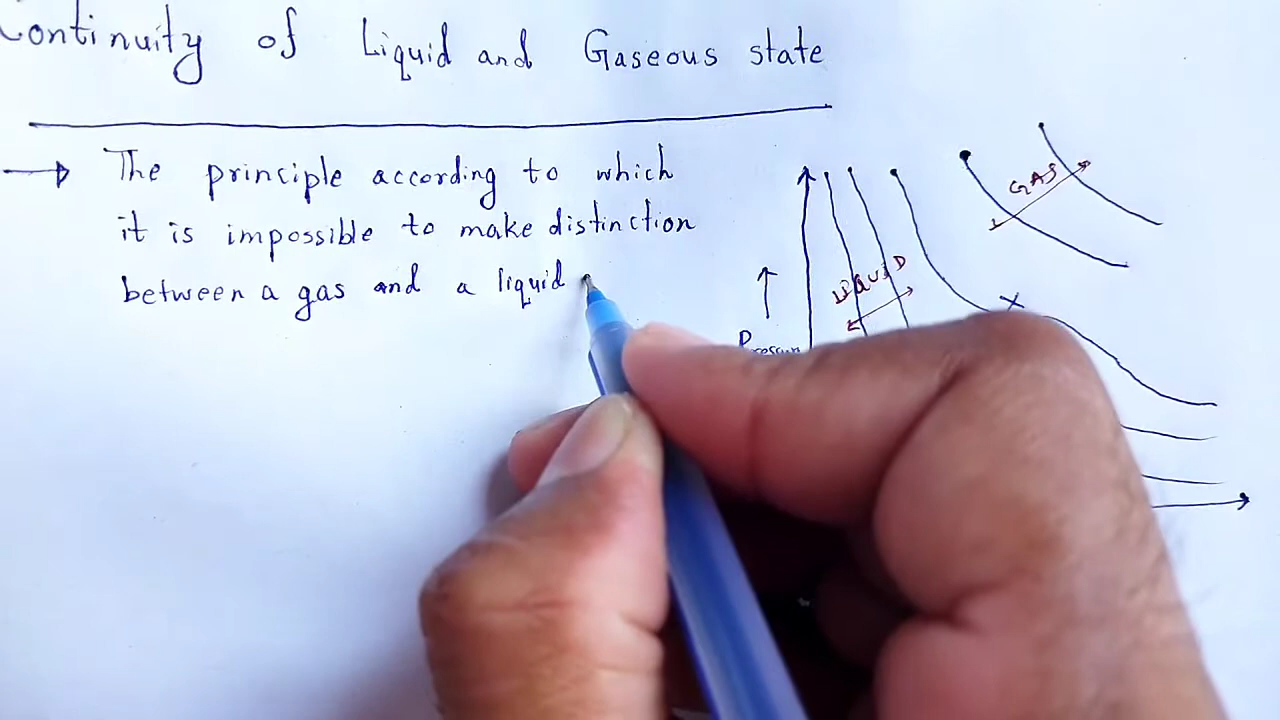 Continuity of Liquid and Gaseous state
The principle according to which
it is impossible to make distinction
between a gas and a liquid
GAS
LIQUID
Pressure
X